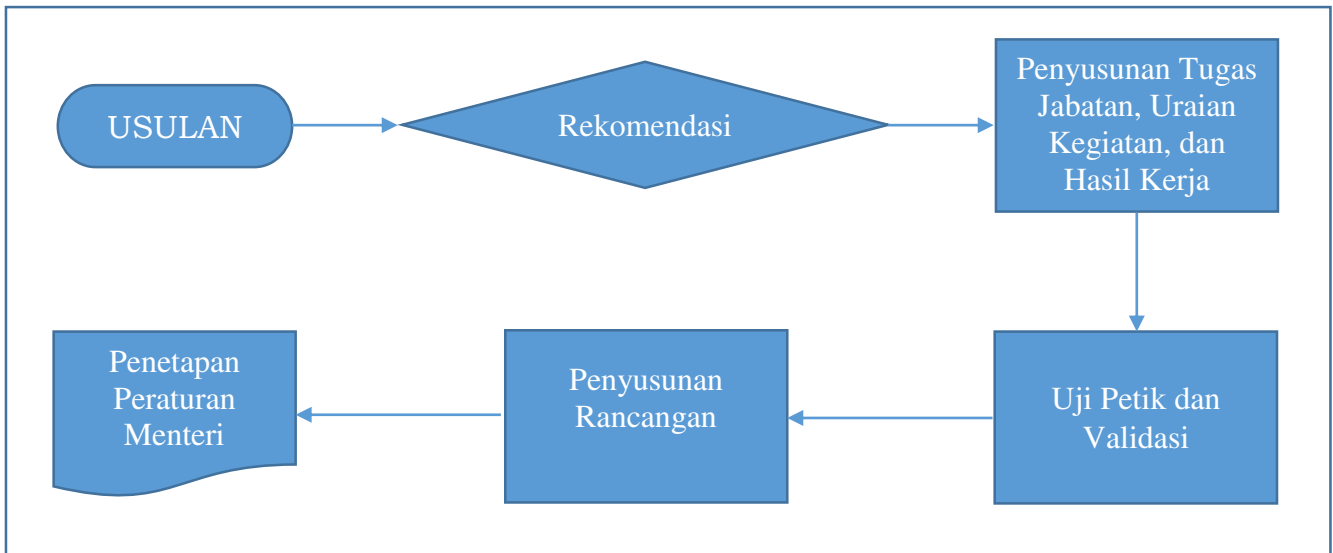 USULAN
Rekomendasi
Penyusunan Tugas
Jabatan, Uraian
Kegiatan, dan
Hasil Kerja
Uji Petik dan
Validasi
Penyusunan
Rancangan
Penetapan
Peraturan
Menteri